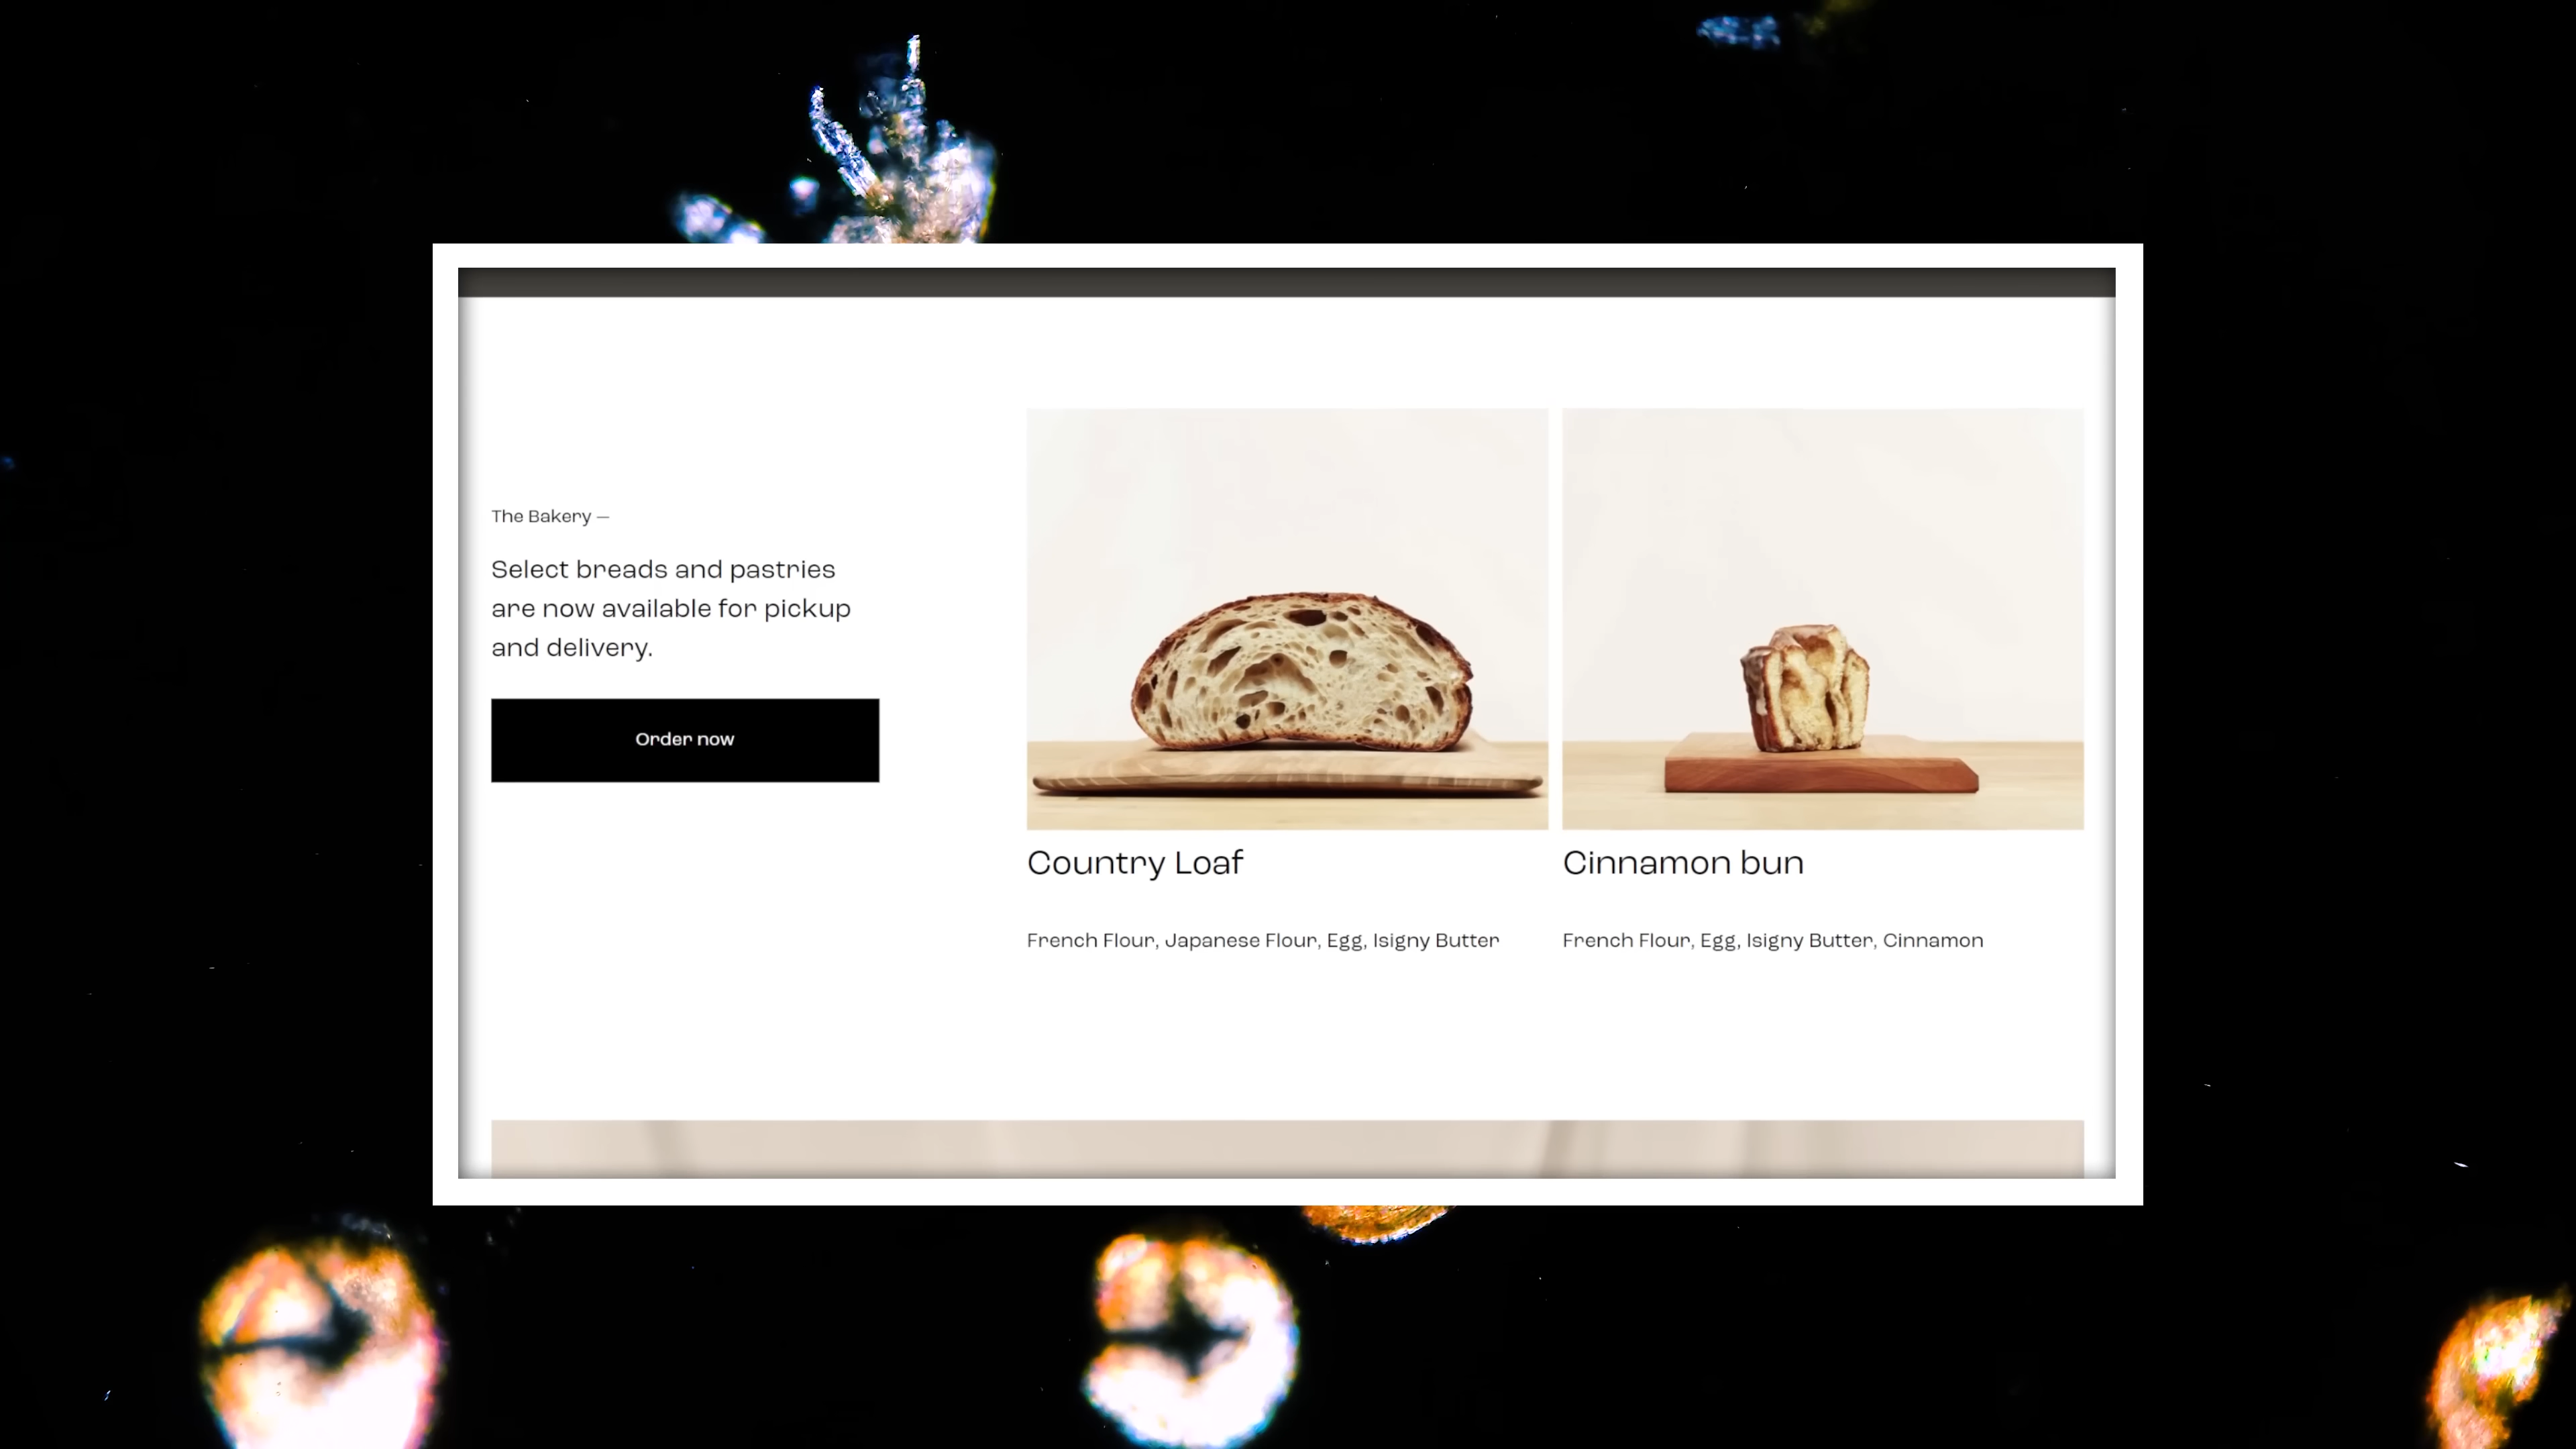 The Bakery —
Select breads and pastries
are now available for pickup
and delivery.
Order now
Country Loaf
French Flour, Japanese Flour, Egg, Isigny Butter
Cinnamon bun
French Flour, Egg, Isigny Butter, Cinnamon